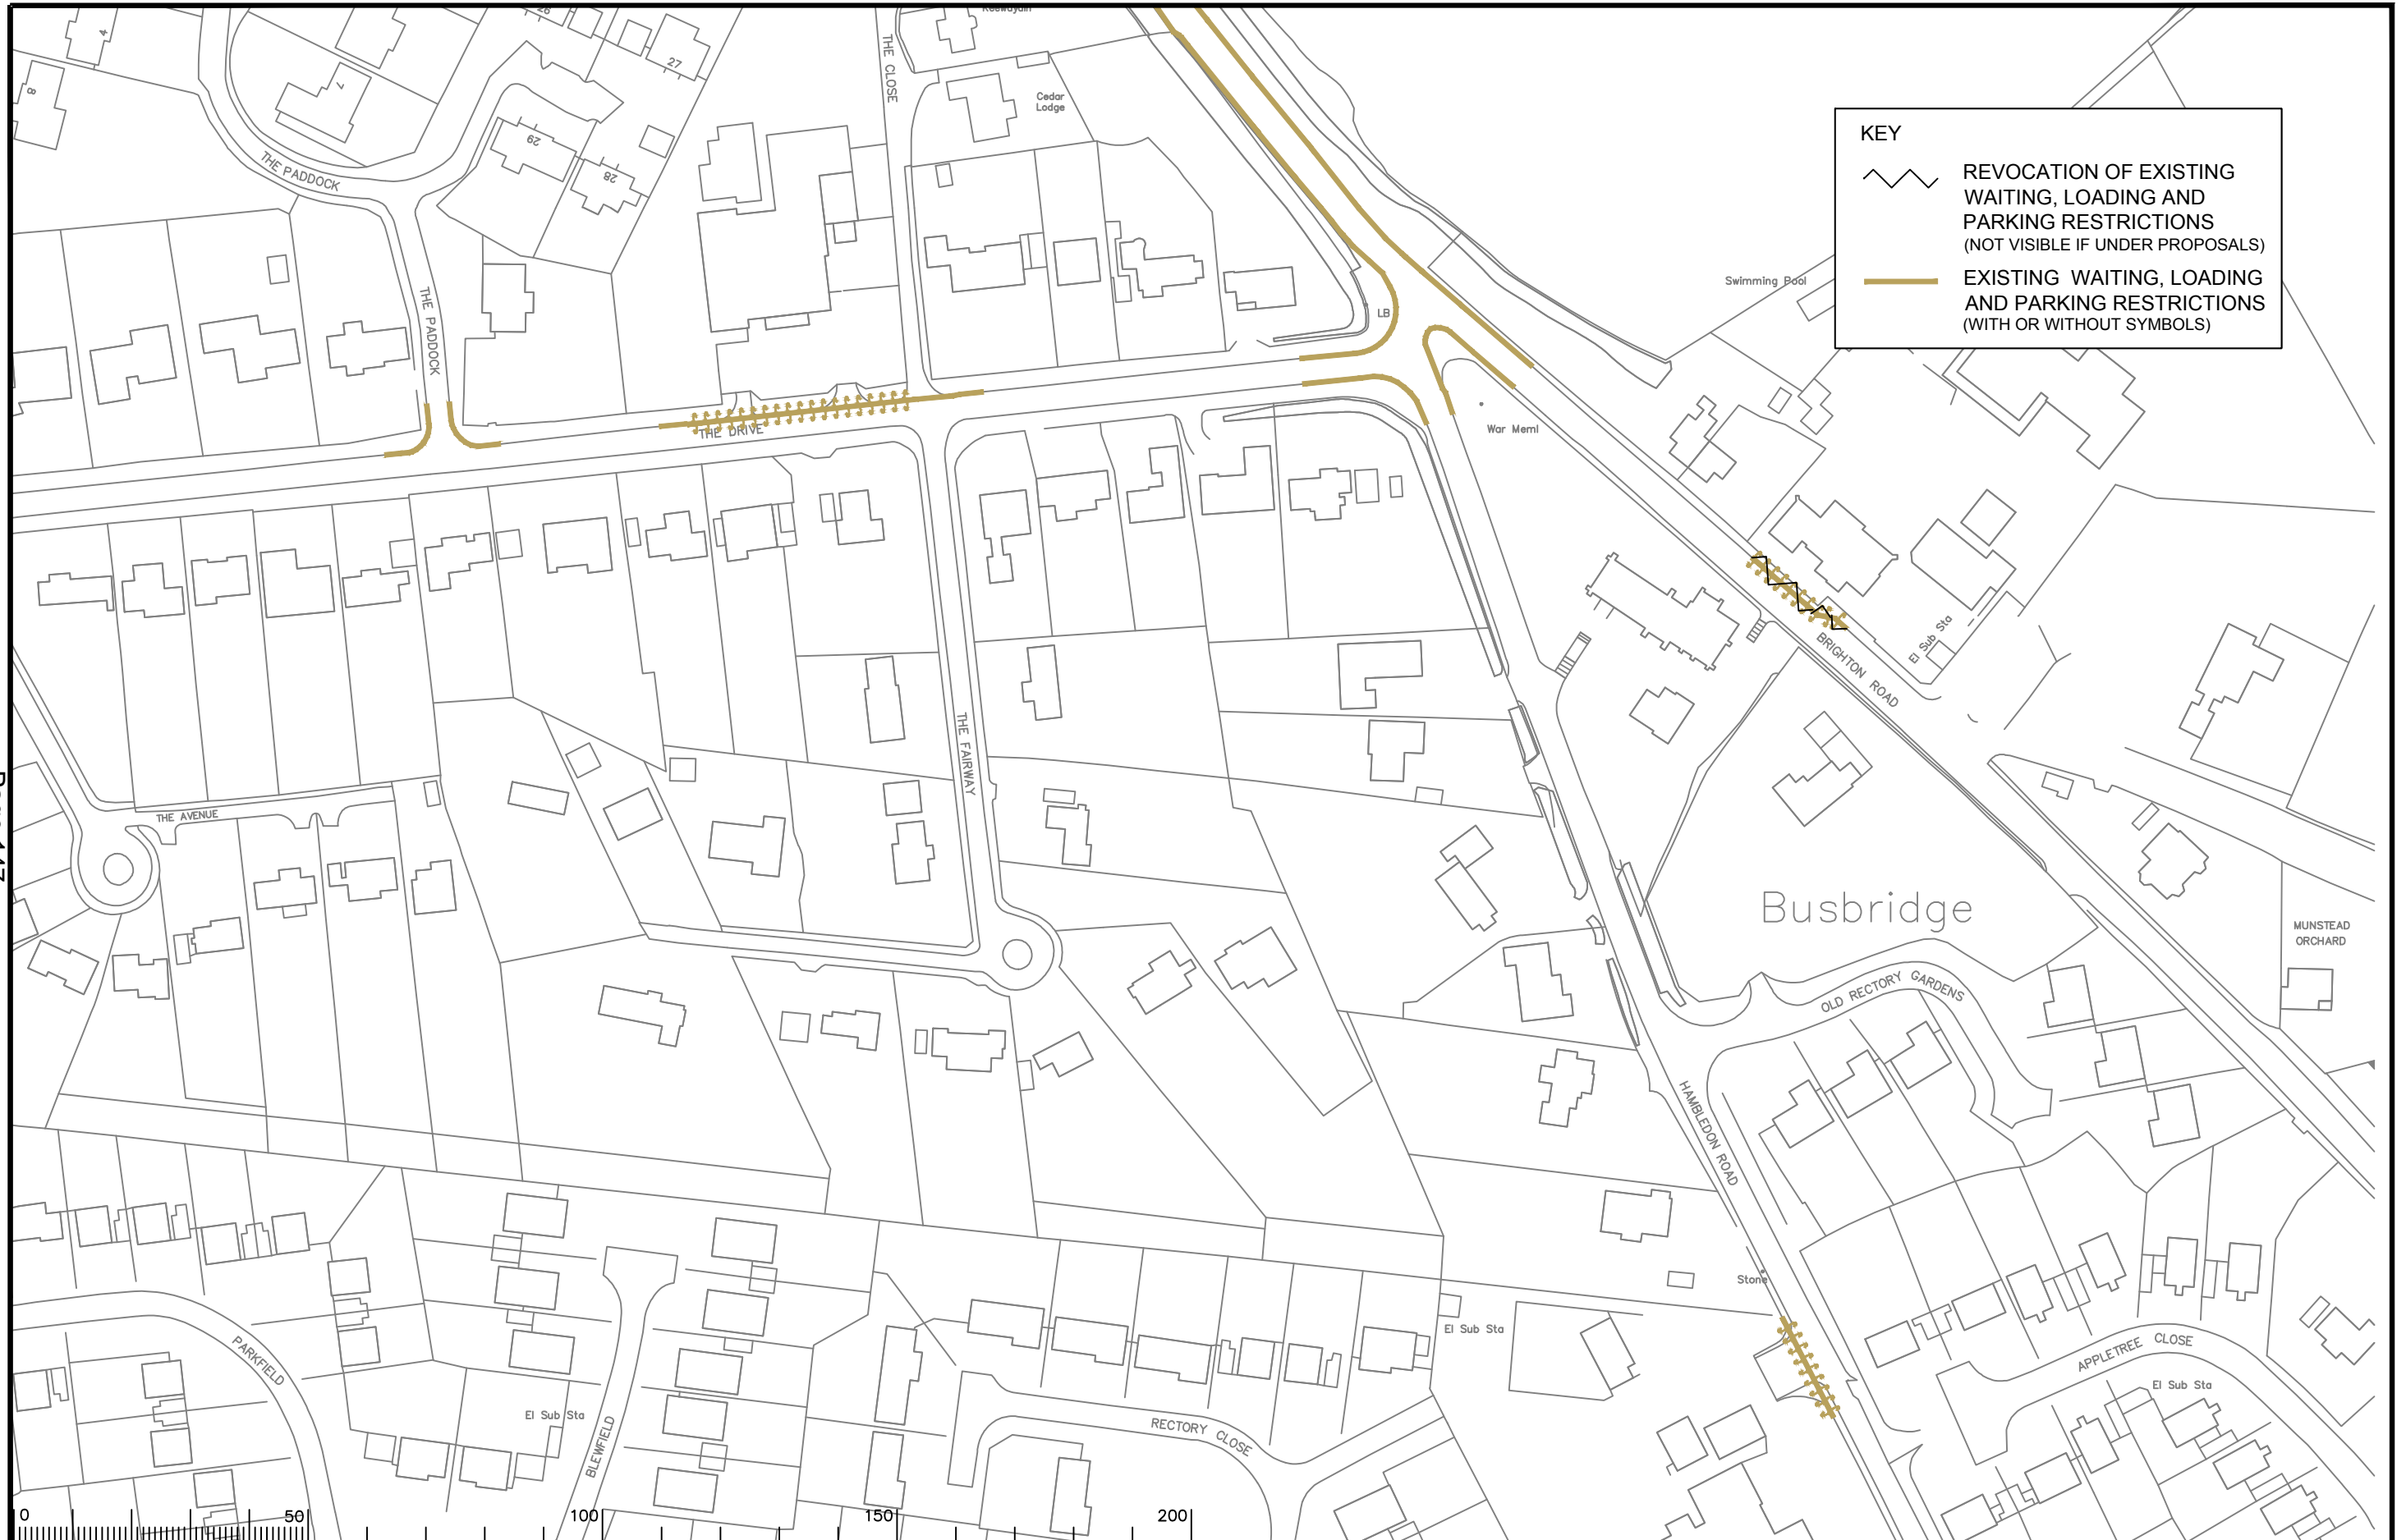 26
Keewaydin
4
27
THE CLOSE
7
8
Cedar
Lodge
KEY
29
THE PADDOCK
28
REVOCATION OF EXISTING
WAITING, LOADING AND
PARKING RESTRICTIONS
(NOT VISIBLE IF UNDER PROPOSALS)
Swimming Pool
EXISTING WAITING, LOADING
AND PARKING RESTRICTIONS
(WITH OR WITHOUT SYMBOLS)
THE PADDOCK
LB
THE DRIVE
War Meml
El Sub Sta
BRIGHTON ROAD
THE FAIRWAY
THE AVENUE
Busbridge
MUNSTEAD
ORCHARD
OLD RECTORY GARDENS
HAMBLEDON ROAD
Stone
El Sub Sta
PARKFIELD
APPLETREE CLOSE
El Sub Sta
El Sub Sta
RECTORY CLOSE
BLEWFIELD
0
50
100
150
200